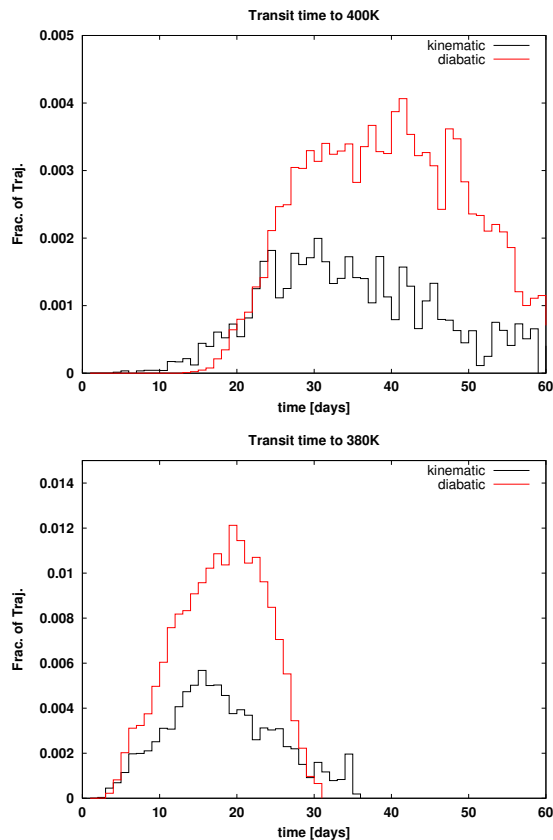 Transit time to 400K
0.005
0.004
0.003
0.002
0.001
0
Frac. of Traj.
kinematic
diabatic
0 10 20 30 40 50 60
time [days]
Transit time to 380K
0.014
0.012
0.01
0.008
0.006
0.004
0.002
0
Frac. of Traj.
kinematic
diabatic
0 10 20 30 40 50 60
time [days]